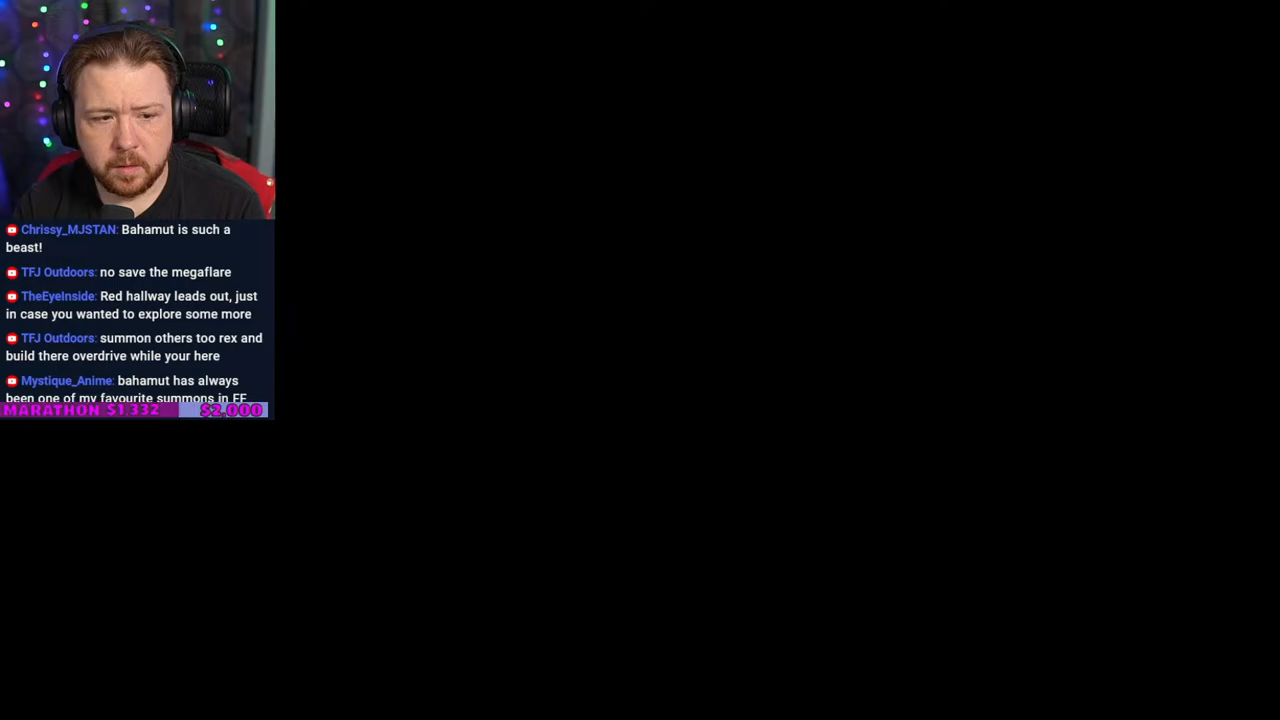 Chrissy_MJSTAN: Bahamut is such a
beast!
TFJ Outdoors: no save the megaflare
TheEyeInside: Red hallway leads out, just
in case you wanted to explore some more
TFJ Outdoors: summon others too rex and
build there overdrive while your here
Mystique_Anime: bahamut has always
been one of my favourite summons in FF
MARATHON $1,332 $2,000